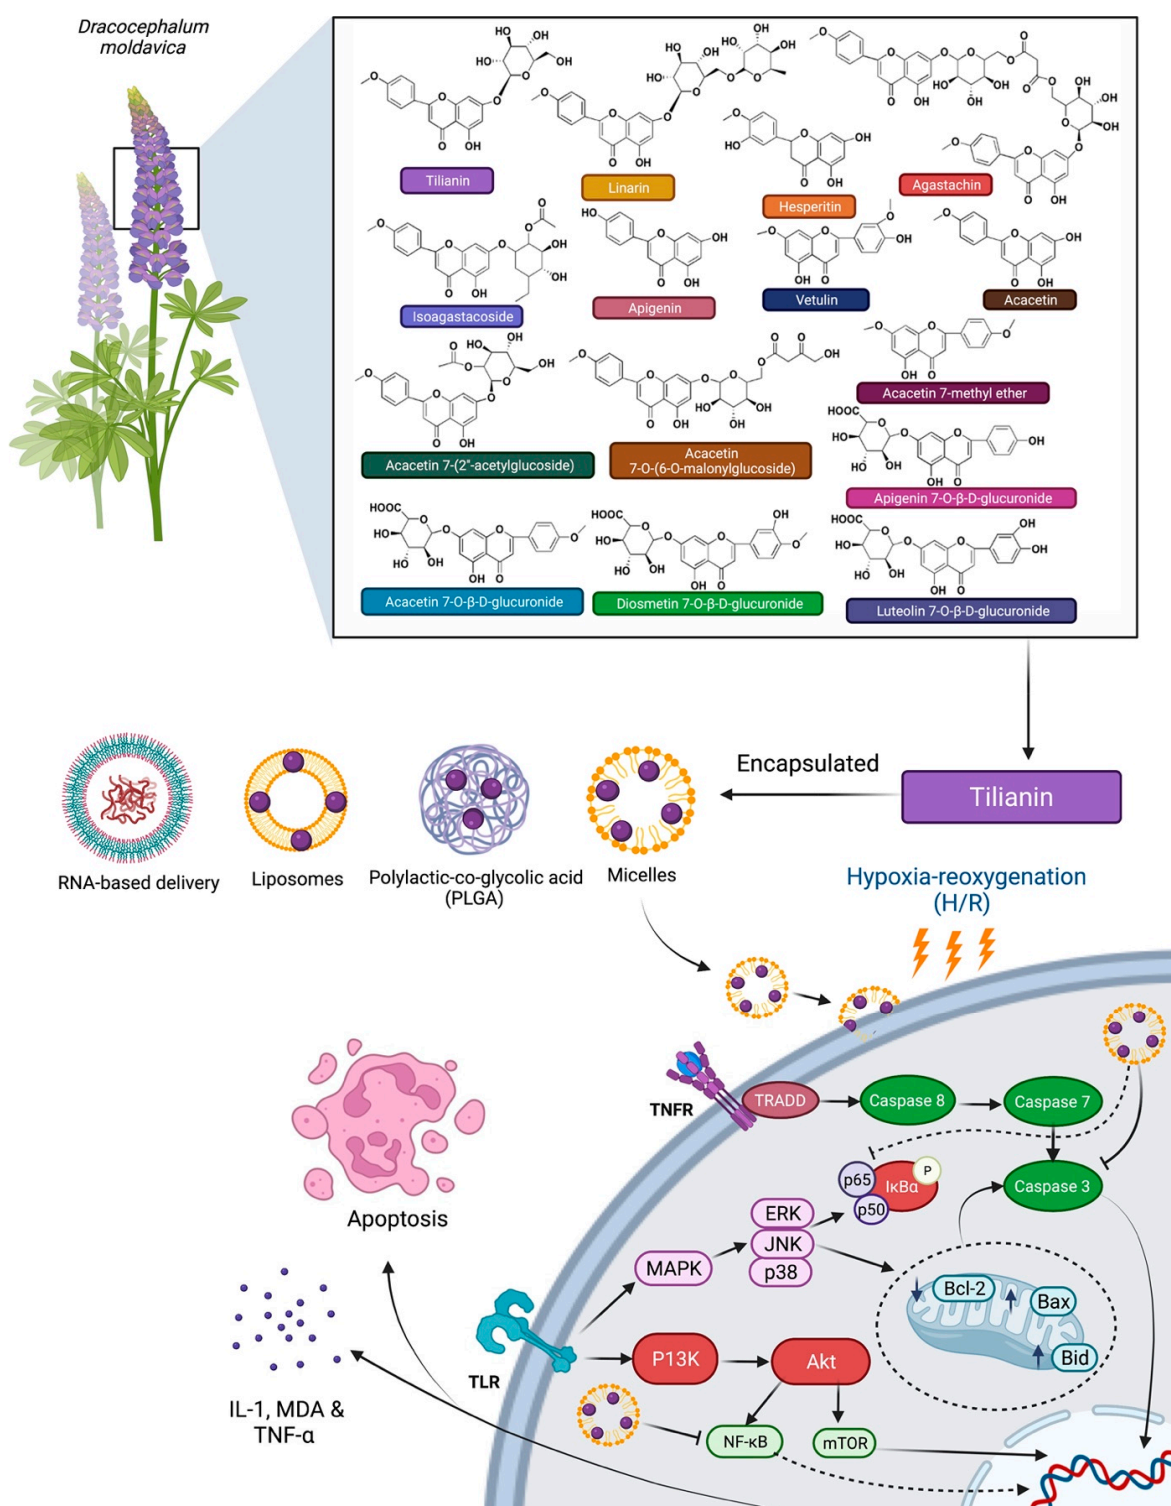 Dracocephalum
moldavica
Tilianin
Linarin
Hesperitin
Agastachin
Isoagastacoside
Apigenin
Vetulin
Acacetin
Acacetin 7-methyl ether
Acacetin 7-(2"-acetylglucoside)
Acacetin
7-O-(6-O-malonylglucoside)
Apigenin 7-O-β-D-glucuronide
Acacetin 7-O-β-D-glucuronide
Diosmetin 7-O-β-D-glucuronide
Luteolin 7-O-β-D-glucuronide
Encapsulated
Tilianin
RNA-based delivery
Liposomes
Polylactic-co-glycolic acid
(PLGA)
Micelles
Hypoxia-reoxygenation
(H/R)
TNFR
TRADD
Caspase 8
Caspase 7
p65
IκBα
P
p50
Caspase 3
Apoptosis
ERK
JNK
p38
MAPK
Bcl-2
Bax
Bid
TLR
P13K
Akt
NF-κB
mTOR
IL-1, MDA &
TNF-α